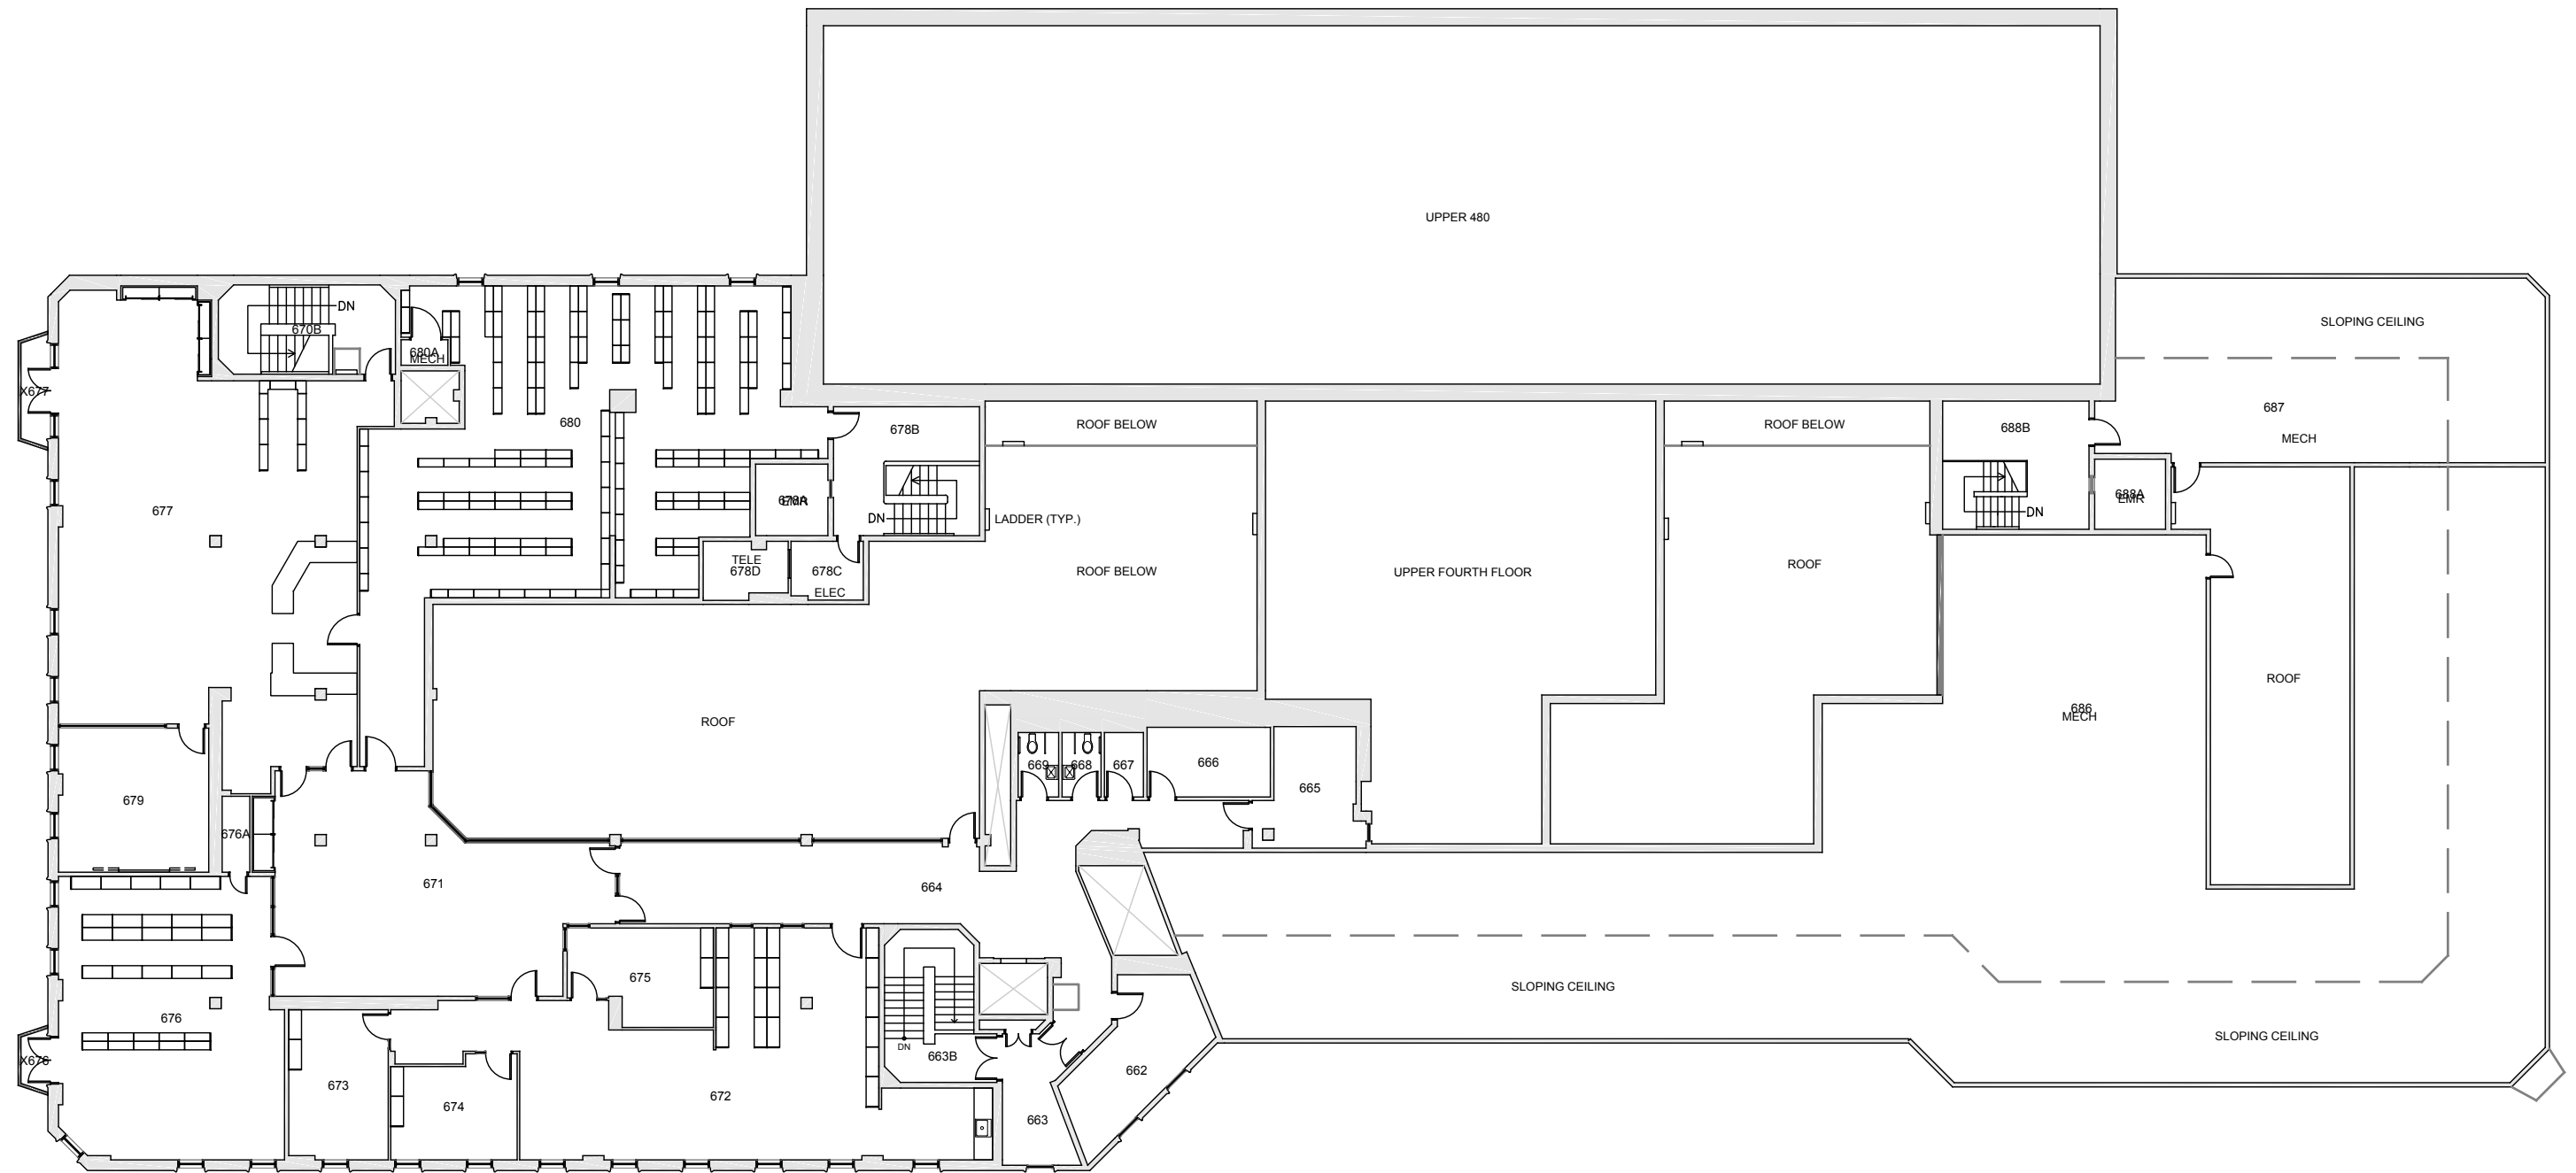 UPPER 480
DN
670B
SLOPING CEILING
680A
MECH
X677
687
680
678B
ROOF BELOW
ROOF BELOW
688B
MECH
677
678A
EMR
688A
EMR
DN
LADDER (TYP.)
DN
TELE
678D
678C
ELEC
ROOF BELOW
UPPER FOURTH FLOOR
ROOF
ROOF
686
MECH
ROOF
669
668
667
666
665
679
676A
671
664
675
SLOPING CEILING
676
SLOPING CEILING
DN
663B
X676
662
673
674
672
663